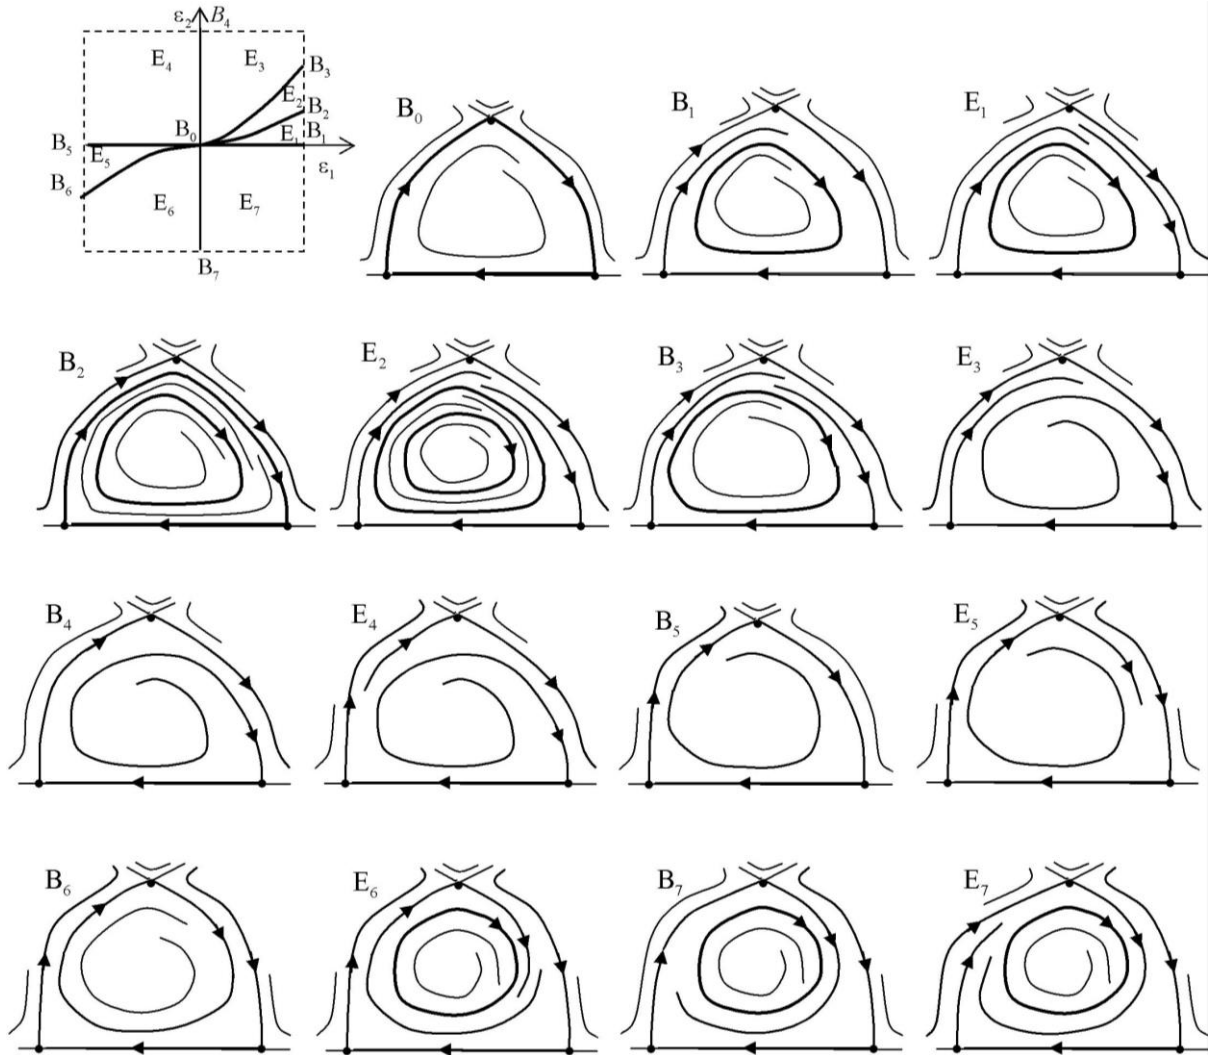 ε₂ B₄
E₄ E₃ B₃
E₂ B₂
B₀ E₁ B₁
B₅ E₅ ε₁
B₆ E₆ E₇
B₇
B₀ B₁ E₁
B₂ E₂ B₃ E₃
B₄ E₄ B₅ E₅
B₆ E₆ B₇ E₇